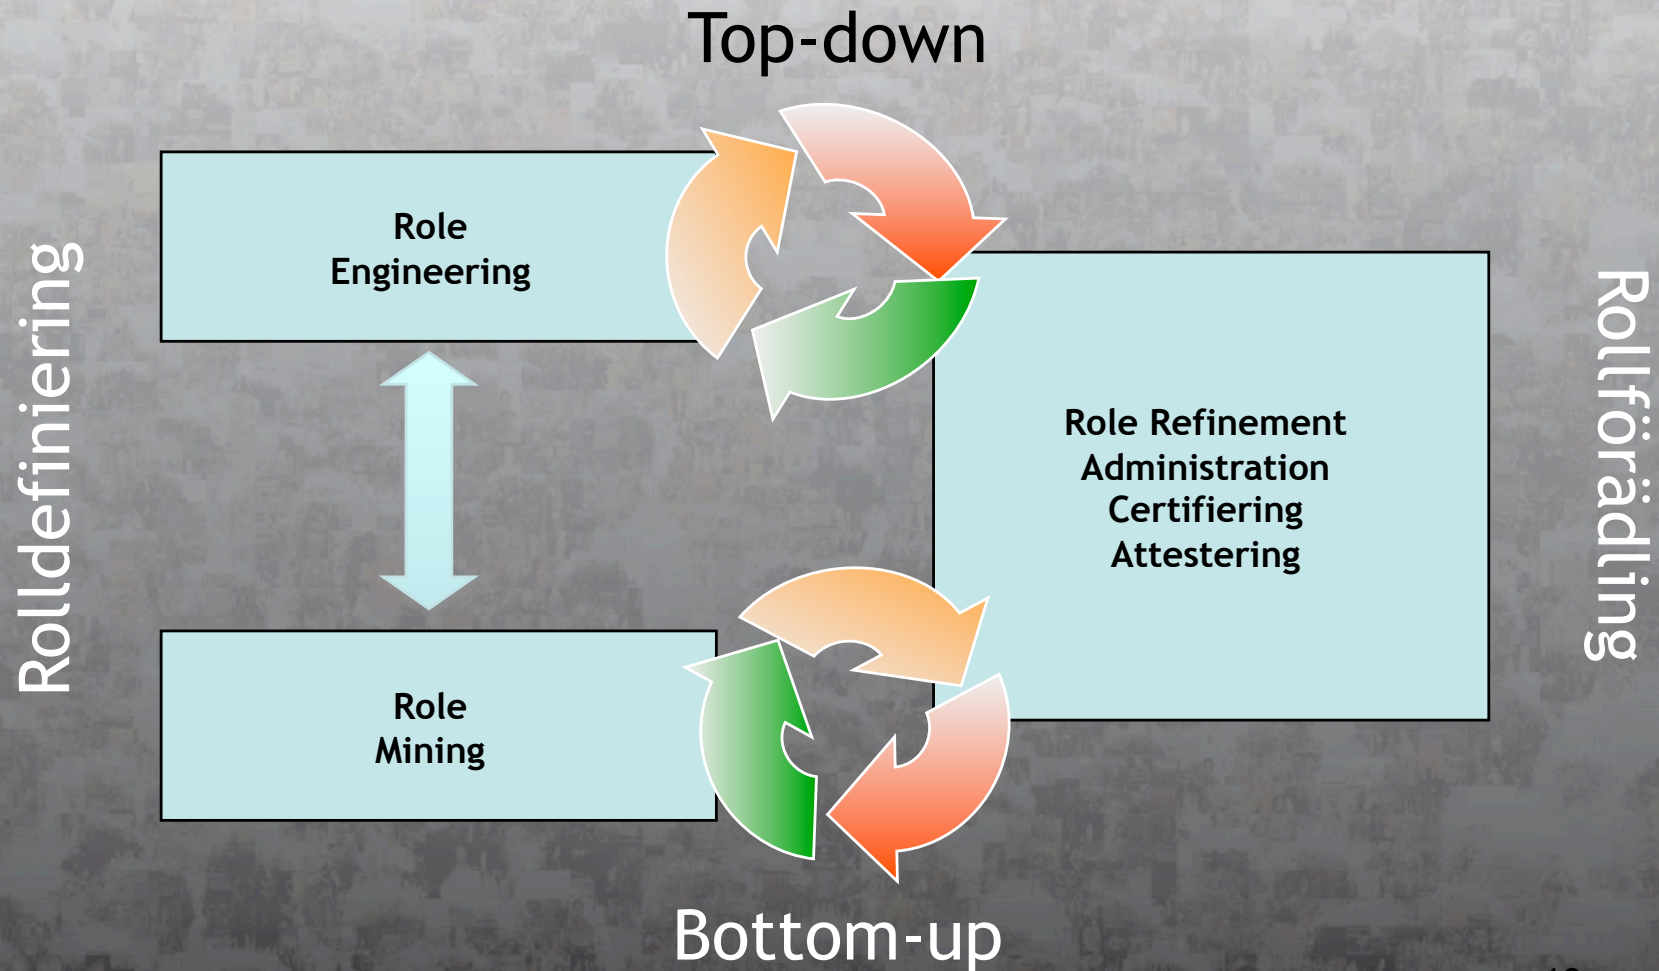 Top-down
Rolldefiniering
Role
Engineering
Role Refinement
Administration
Certifiering
Attestering
Rollförädling
Role
Mining
Bottom-up